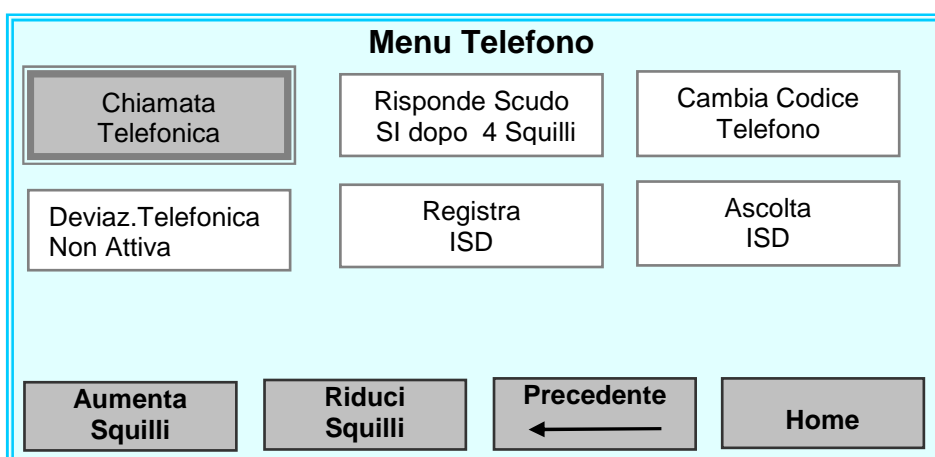 Menu Telefono
Chiamata
Telefonica
Risponde Scudo
SI dopo  4 Squilli
Cambia Codice
Telefono
Deviaz.Telefonica
Non Attiva
Registra
ISD
Ascolta
ISD
Aumenta
Squilli
Riduci
Squilli
Precedente
Home